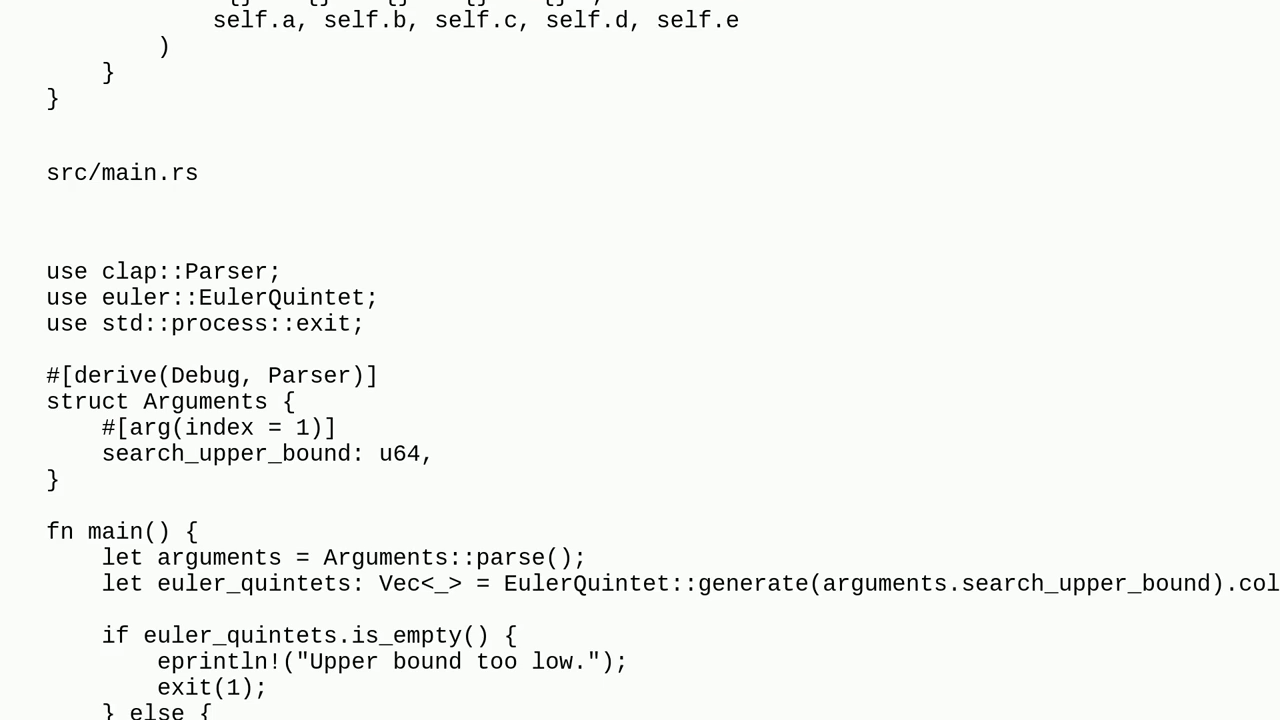 self.a, self.b, self.c, self.d, self.e
)
}
}
src/main.rs
use clap::Parser;
use euler::EulerQuintet;
use std::process::exit;
#[derive(Debug, Parser)]
struct Arguments {
#[arg(index = 1)]
search_upper_bound: u64,
}
fn main() {
let arguments = Arguments::parse();
let euler_quintets: Vec<_> = EulerQuintet::generate(arguments.search_upper_bound).col
if euler_quintets.is_empty() {
eprintln!("Upper bound too low.");
exit(1);
} else {